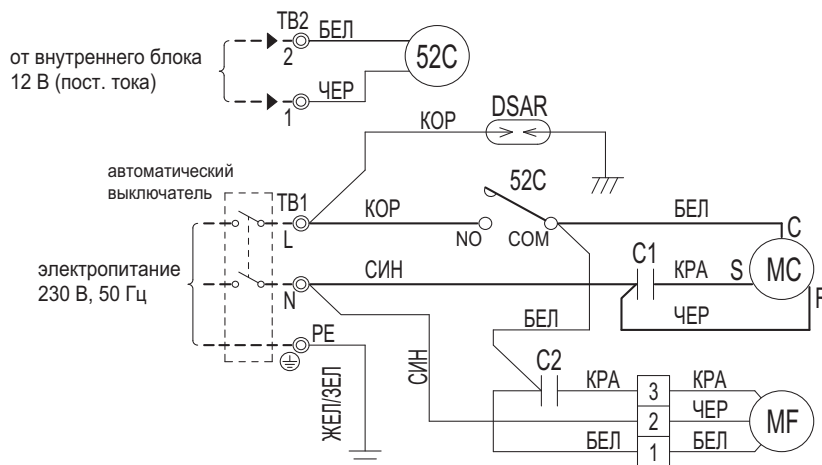 TB2
БЕЛ
2
52C
от внутреннего блока
12 В (пост. тока)
ЧЕР
1
DSAR
КОР
автоматический
выключатель
TB1
52C
КОР
БЕЛ
L
NO
COM
C
C1
электропитание
230 В, 50 Гц
СИН
КРА
S
MC
N
R
ЧЕР
БЕЛ
PE
СИН
ЖЕЛ/ЗЕЛ
C2
КРА
3
КРА
2
ЧЕР
MF
БЕЛ
1
БЕЛ